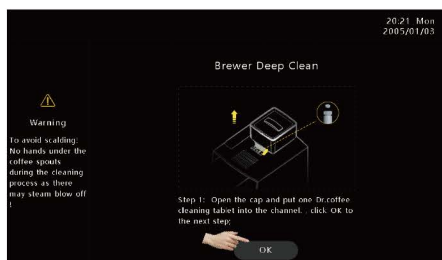 20:21 Mon
2005/01/03
Brewer Deep Clean
Warning
To avoid scalding:
No hands under the
coffee spouts
during the cleaning
process as there
may steam blow off
!
Step 1: Open the cap and put one Dr.coffee
cleaning tablet into the channel. , click OK to
the next step;
OK